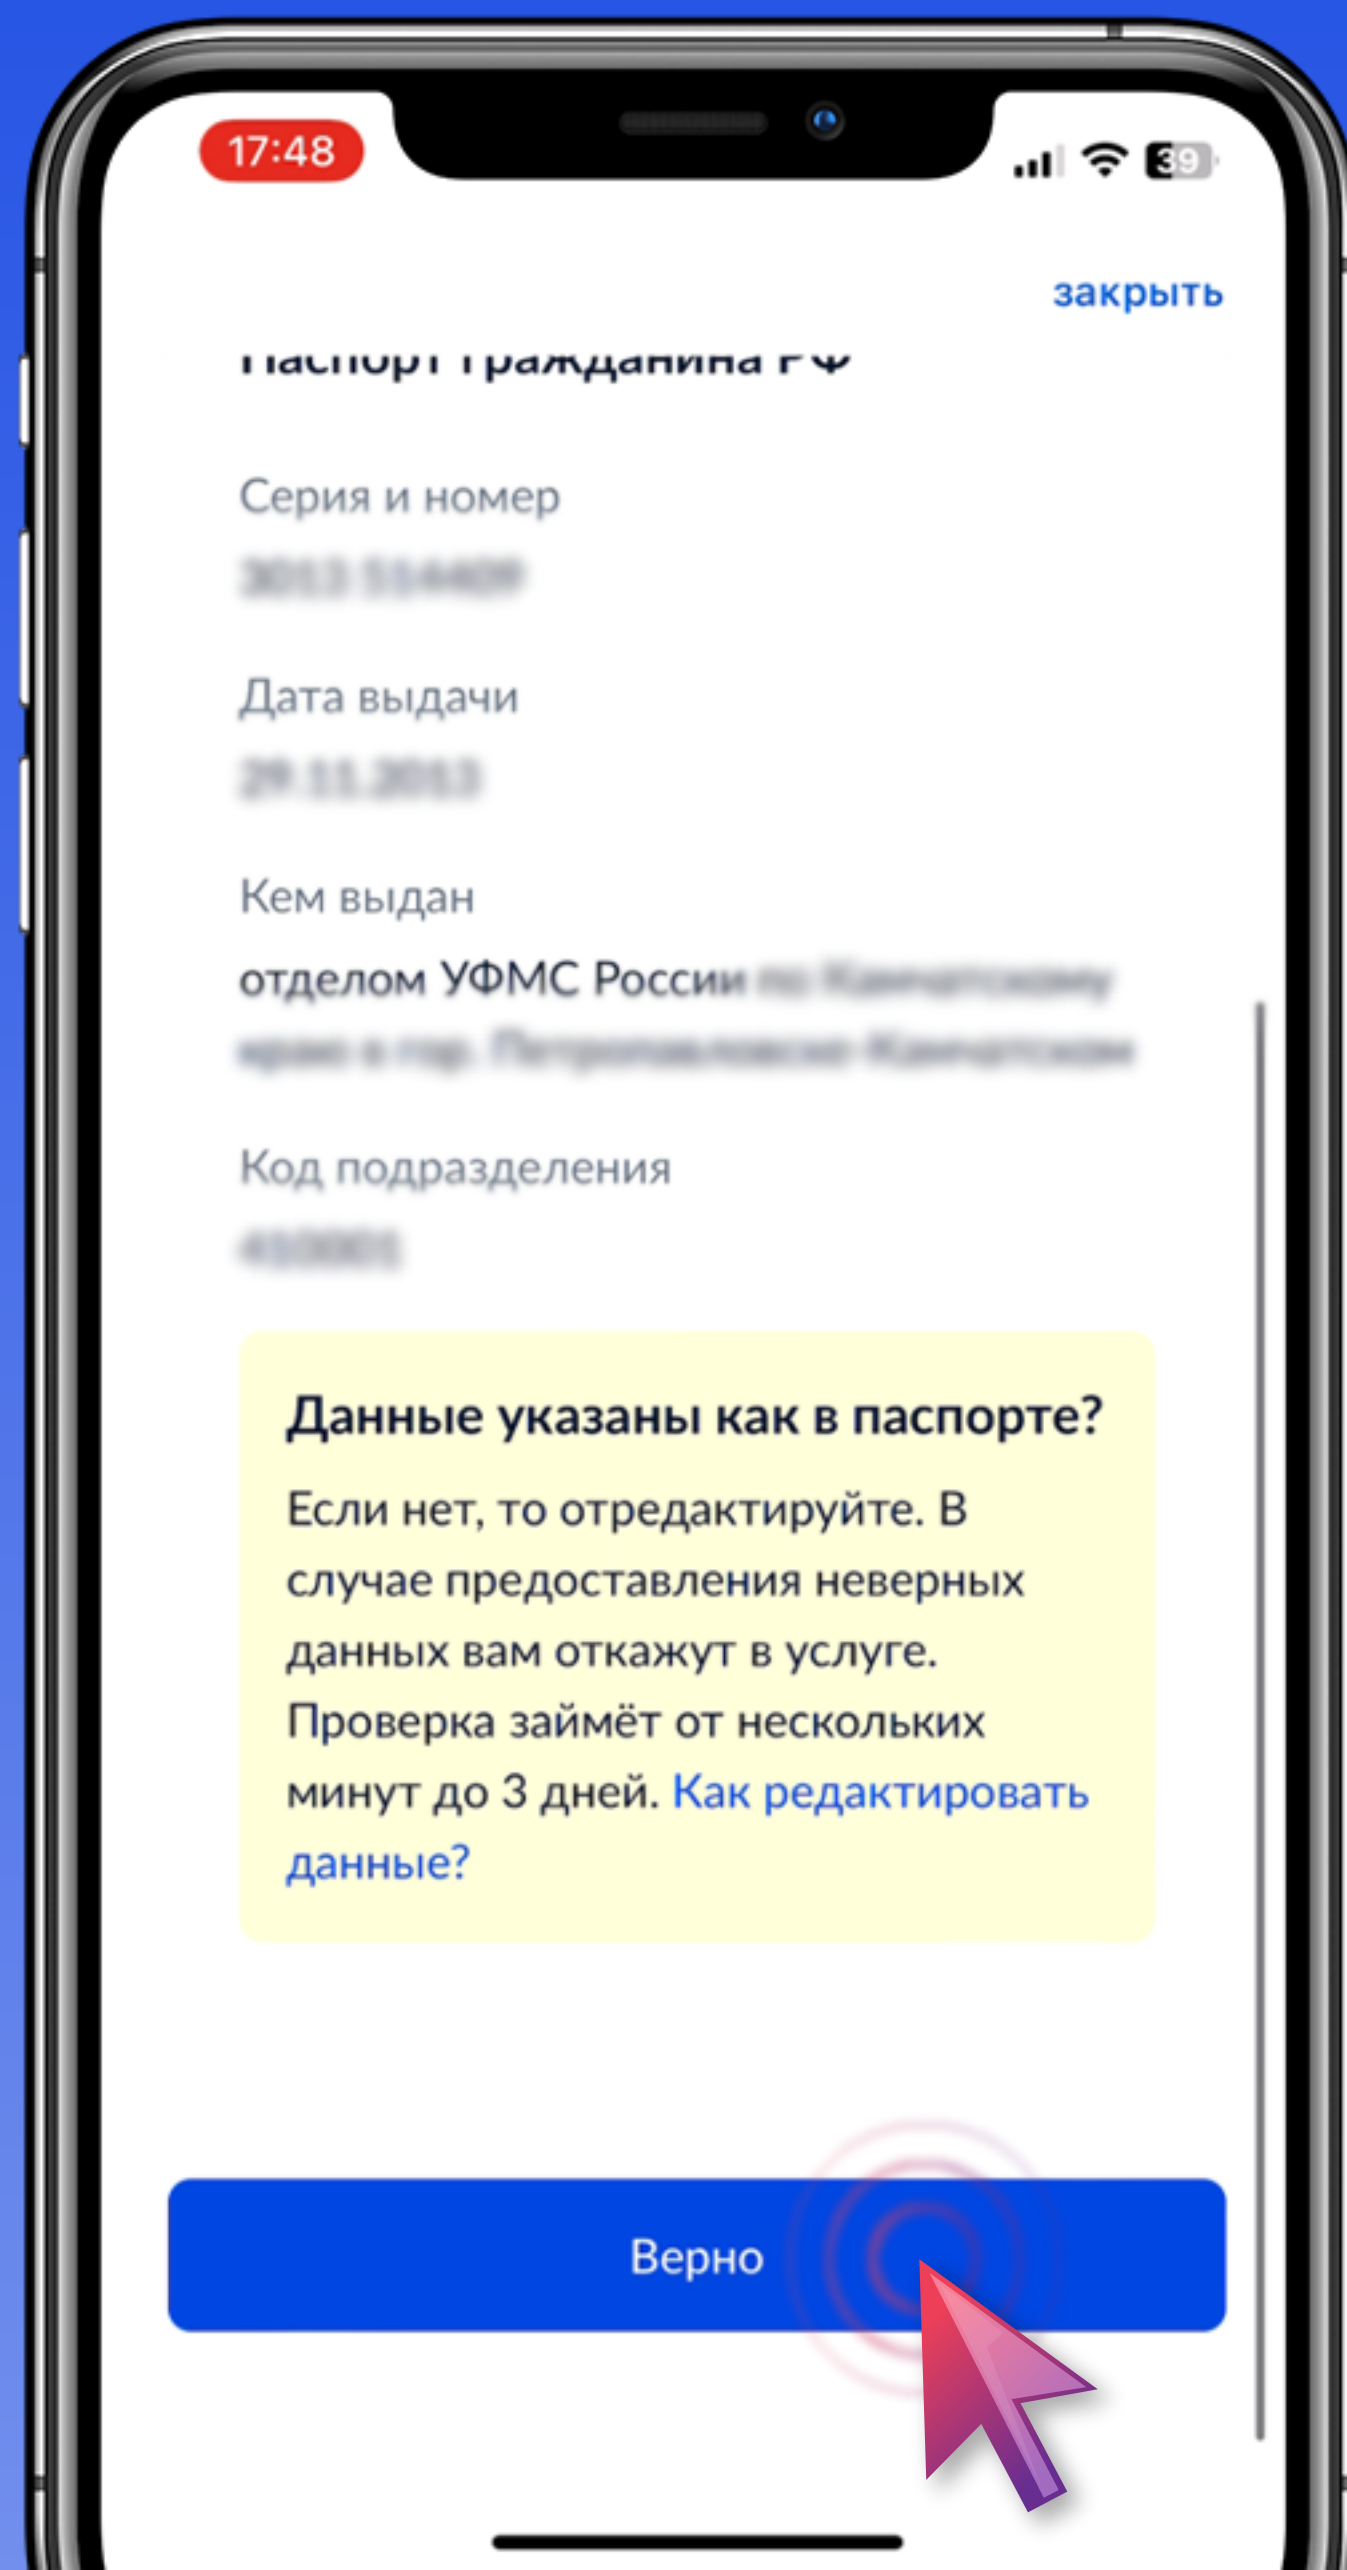 17:48
39
закрыть
Паспорт гражданина РФ
Серия и номер
Дата выдачи
Кем выдан
отделом УФМС России
Код подразделения
Данные указаны как в паспорте?
Если нет, то отредактируйте. В
случае предоставления неверных
данных вам откажут в услуге.
Проверка займёт от нескольких
минут до 3 дней. Как редактировать
данные?
Верно